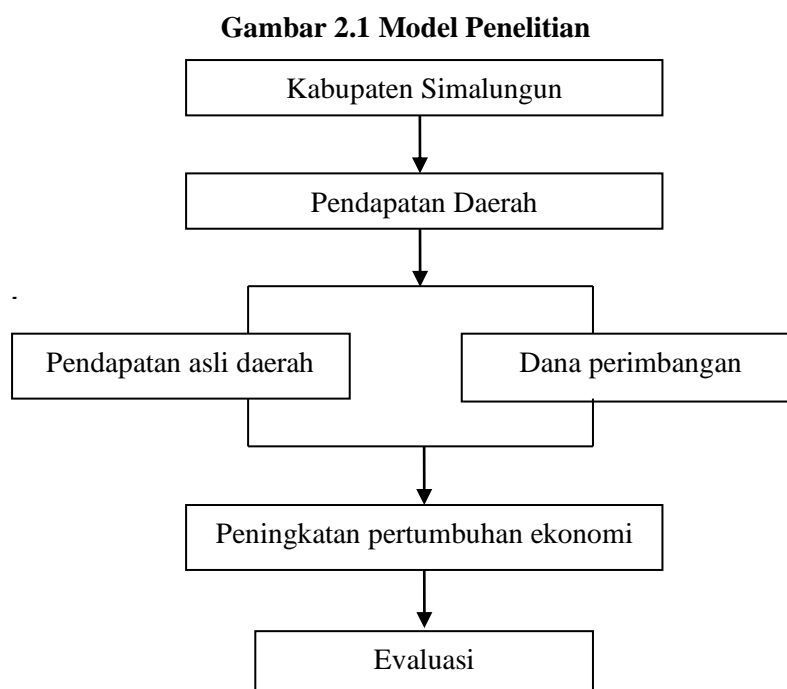 Gambar 2.1 Model Penelitian
Kabupaten Simalungun
Pendapatan Daerah
Pendapatan asli daerah
Dana perimbangan
Peningkatan pertumbuhan ekonomi
Evaluasi